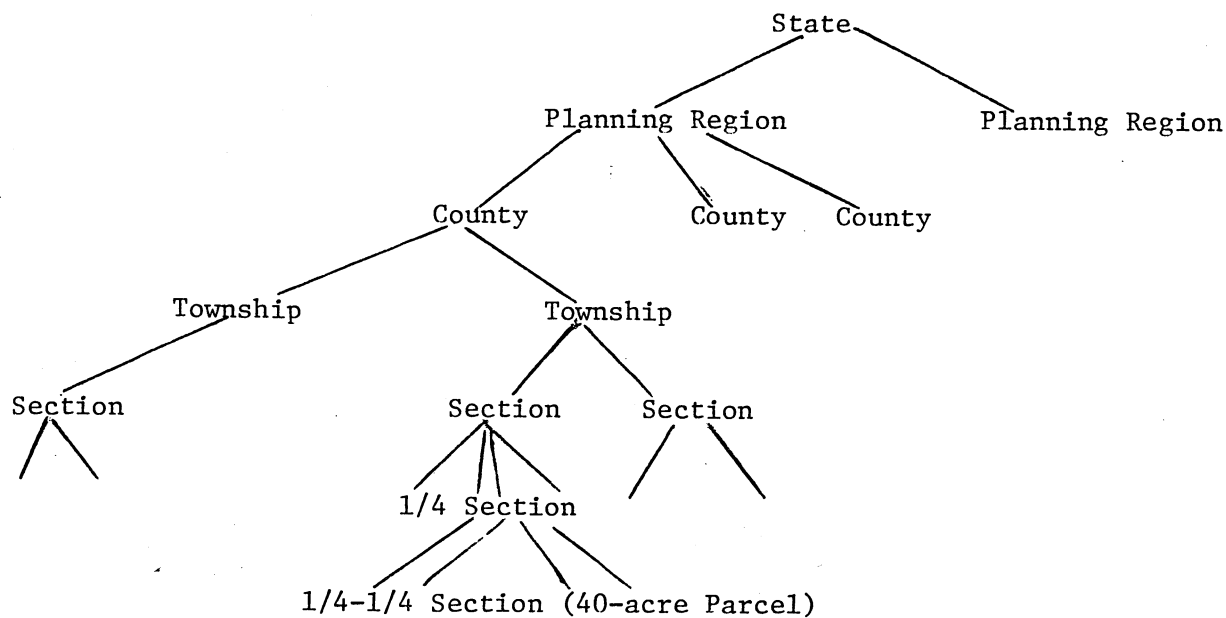 State
Planning Region Planning Region
County County County
Township Township
Section Section Section
1/4 Section
1/4-1/4 Section (40-acre Parcel)